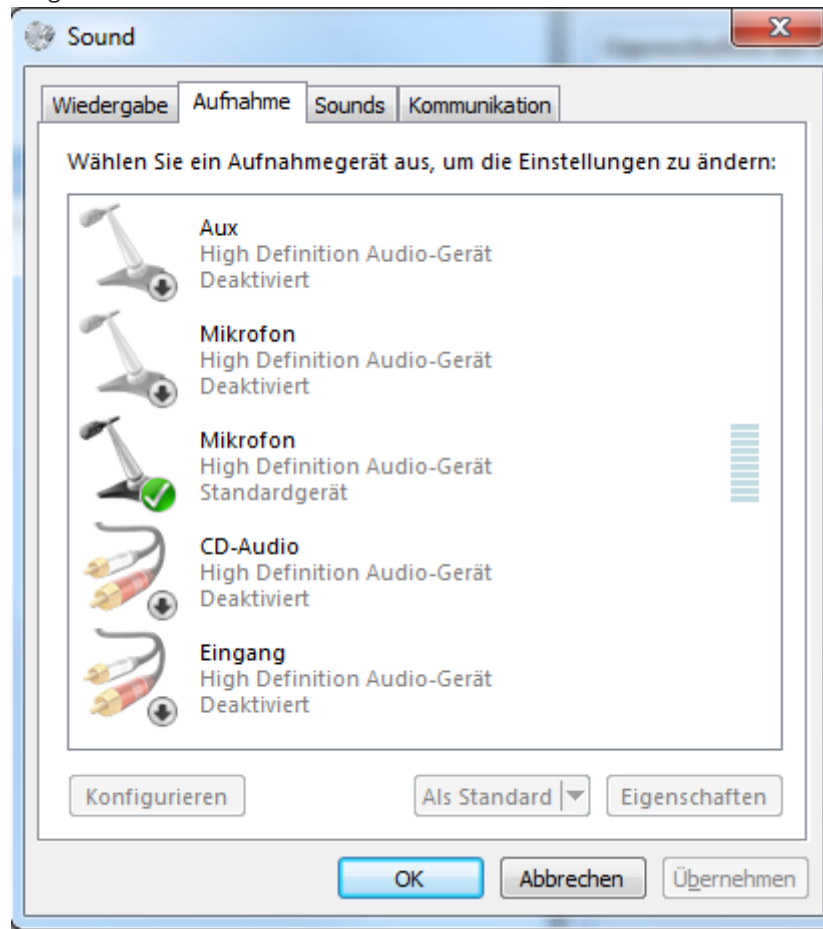 Sound
Wiedergabe
Aufnahme
Sounds
Kommunikation
Wählen Sie ein Aufnahmegerät aus, um die Einstellungen zu ändern:
Aux
High Definition Audio-Gerät
Deaktiviert
Mikrofon
High Definition Audio-Gerät
Deaktiviert
Mikrofon
High Definition Audio-Gerät
Standardgerät
CD-Audio
High Definition Audio-Gerät
Deaktiviert
Eingang
High Definition Audio-Gerät
Deaktiviert
Konfigurieren
Als Standard
Eigenschaften
OK
Abbrechen
Übernehmen